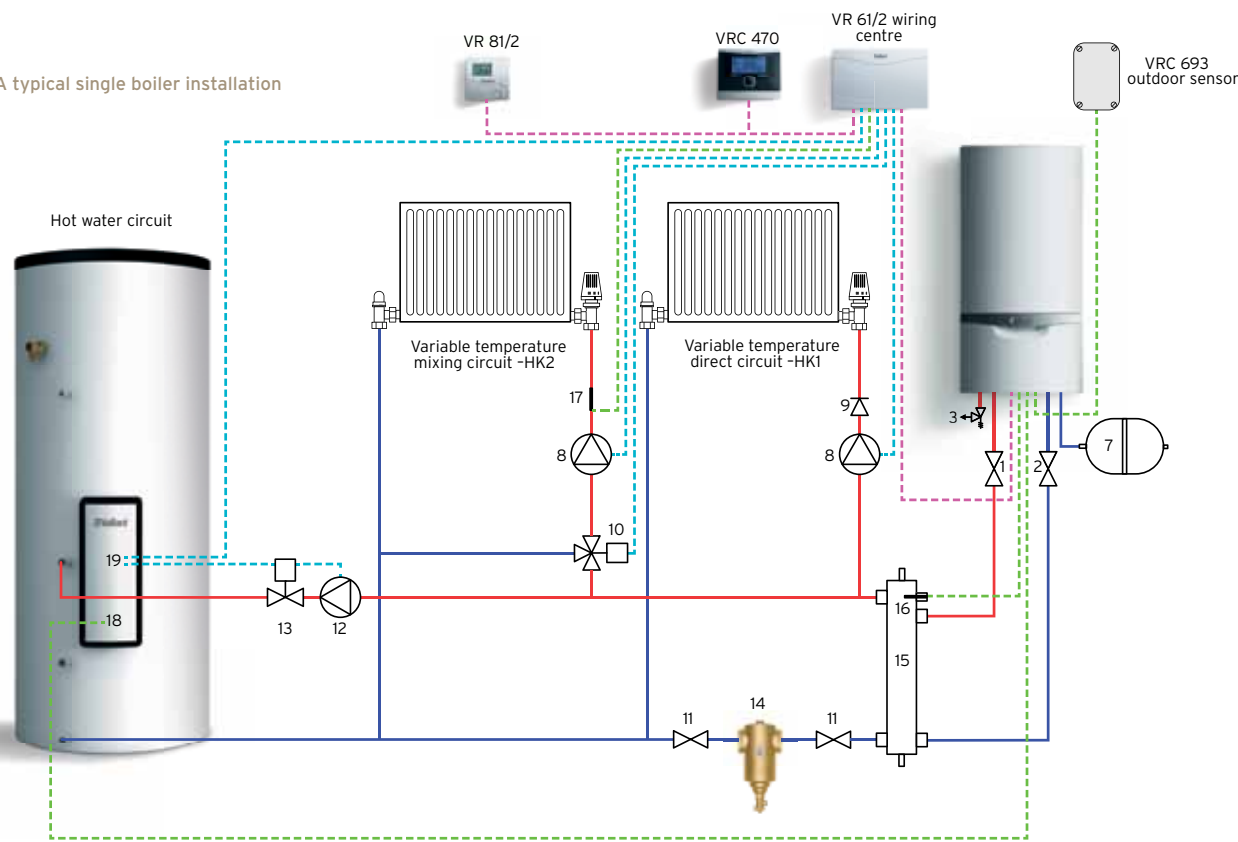 VR 61/2 wiring
centre
VR 81/2
VRC 470
VRC 693
outdoor sensor
A typical single boiler installation
Hot water circuit
Variable temperature
mixing circuit -HK2
Variable temperature
direct circuit -HK1
17
9
3
7
8
8
1
2
10
19
16
18
13
12
15
11
14
11